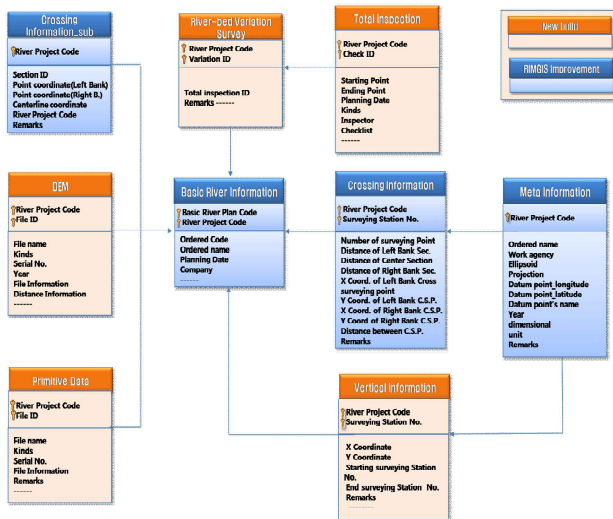 Crossing
Information_sub
River Project Code
Section ID
Point coordinate(Left Bank)
Point coordinate(Right B.)
Centerline coordinate
River Project Code
Remarks
River-bed Variation
Survey
River Project Code
Variation ID
Total inspection ID
Remarks ------
Total Inspection
River Project Code
Check ID
Starting Point
Ending Point
Planning Date
Kinds
Inspector
Checklist
------
New Build
RIMGIS Improvement
DEM
River Project Code
File ID
File name
Kinds
Serial No.
Year
File Information
Distance Information
------
Basic River Information
Basic River Plan Code
River Project Code
Ordered Code
Ordered name
Planning Date
Company
------
Crossing Information
River Project Code
Surveying Station No.
Number of surveying Point
Distance of Left Bank Sec.
Distance of Center Section
Distance of Right Bank Sec.
X Coord. of Left Bank Cross
surveying point
Y Coord. of Left Bank C.S.P.
X Coord. of Right Bank C.S.P.
Y Coord. of Right Bank C.S.P.
Distance between C.S.P.
Remarks
Meta Information
River Project Code
Ordered name
Work agency
Ellipsoid
Projection
Datum point_longitude
Datum point_latitude
Datum point's name
Year
dimensional
unit
Remarks
Primitive Data
River Project Code
File ID
File name
Kinds
Serial No.
File Information
Remarks
------
Vertical Information
River Project Code
Surveying Station No.
X Coordinate
Y Coordinate
Starting surveying Station
No.
End surveying Station No.
Remarks
------